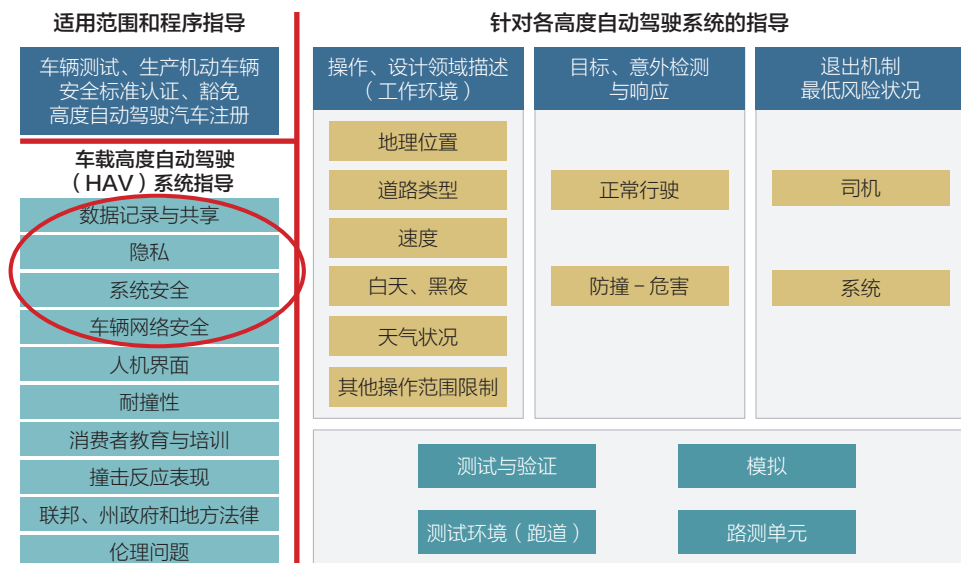 适用范围和程序指导
车辆测试、生产机动车辆
安全标准认证、豁免
高度自动驾驶汽车注册
车载高度自动驾驶
（HAV）系统指导
数据记录与共享
隐私
系统安全
车辆网络安全
人机界面
耐撞性
消费者教育与培训
撞击反应表现
联邦、州政府和地方法律
伦理问题
针对各高度自动驾驶系统的指导
操作、设计领域描述
（工作环境）
地理位置
道路类型
速度
白天、黑夜
天气状况
其他操作范围限制
目标、意外检测
与响应
正常行驶
防撞－危害
退出机制
最低风险状况
司机
系统
测试与验证
模拟
测试环境（跑道）
路测单元